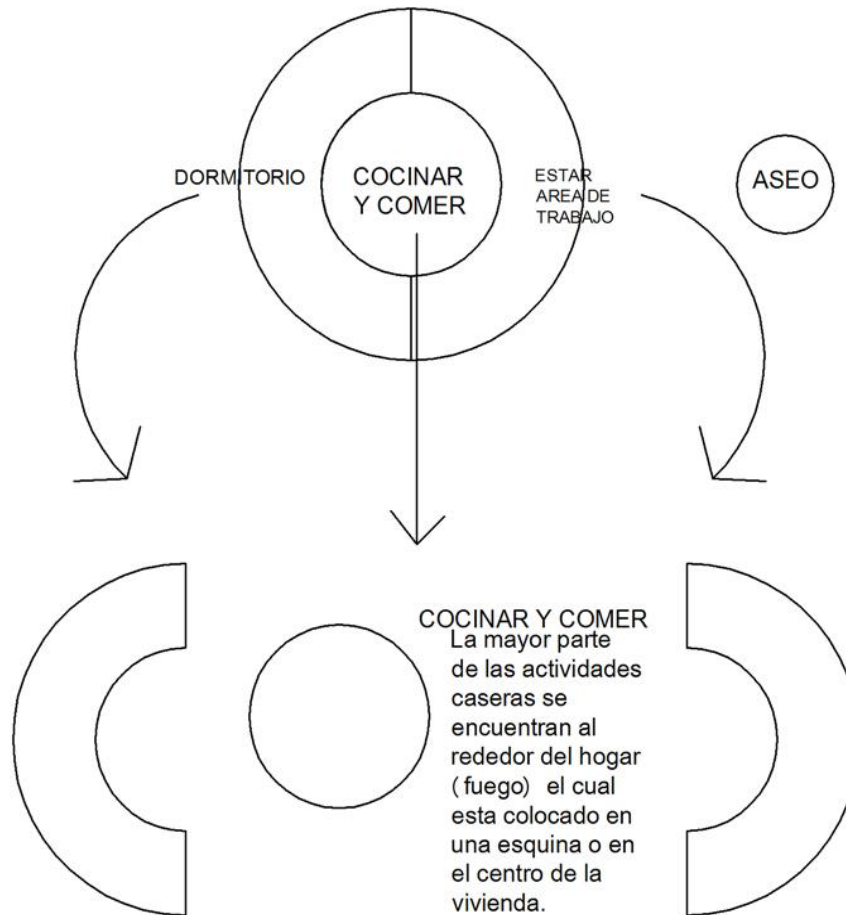 DORMITORIO
COCINAR
Y COMER
ESTAR
AREA DE
TRABAJO
ASEO
COCINAR Y COMER
La mayor parte
de las actividades
caseras se
encuentran al
rededor del hogar
( fuego) el cual
esta colocado en
una esquina o en
el centro de la
vivienda.